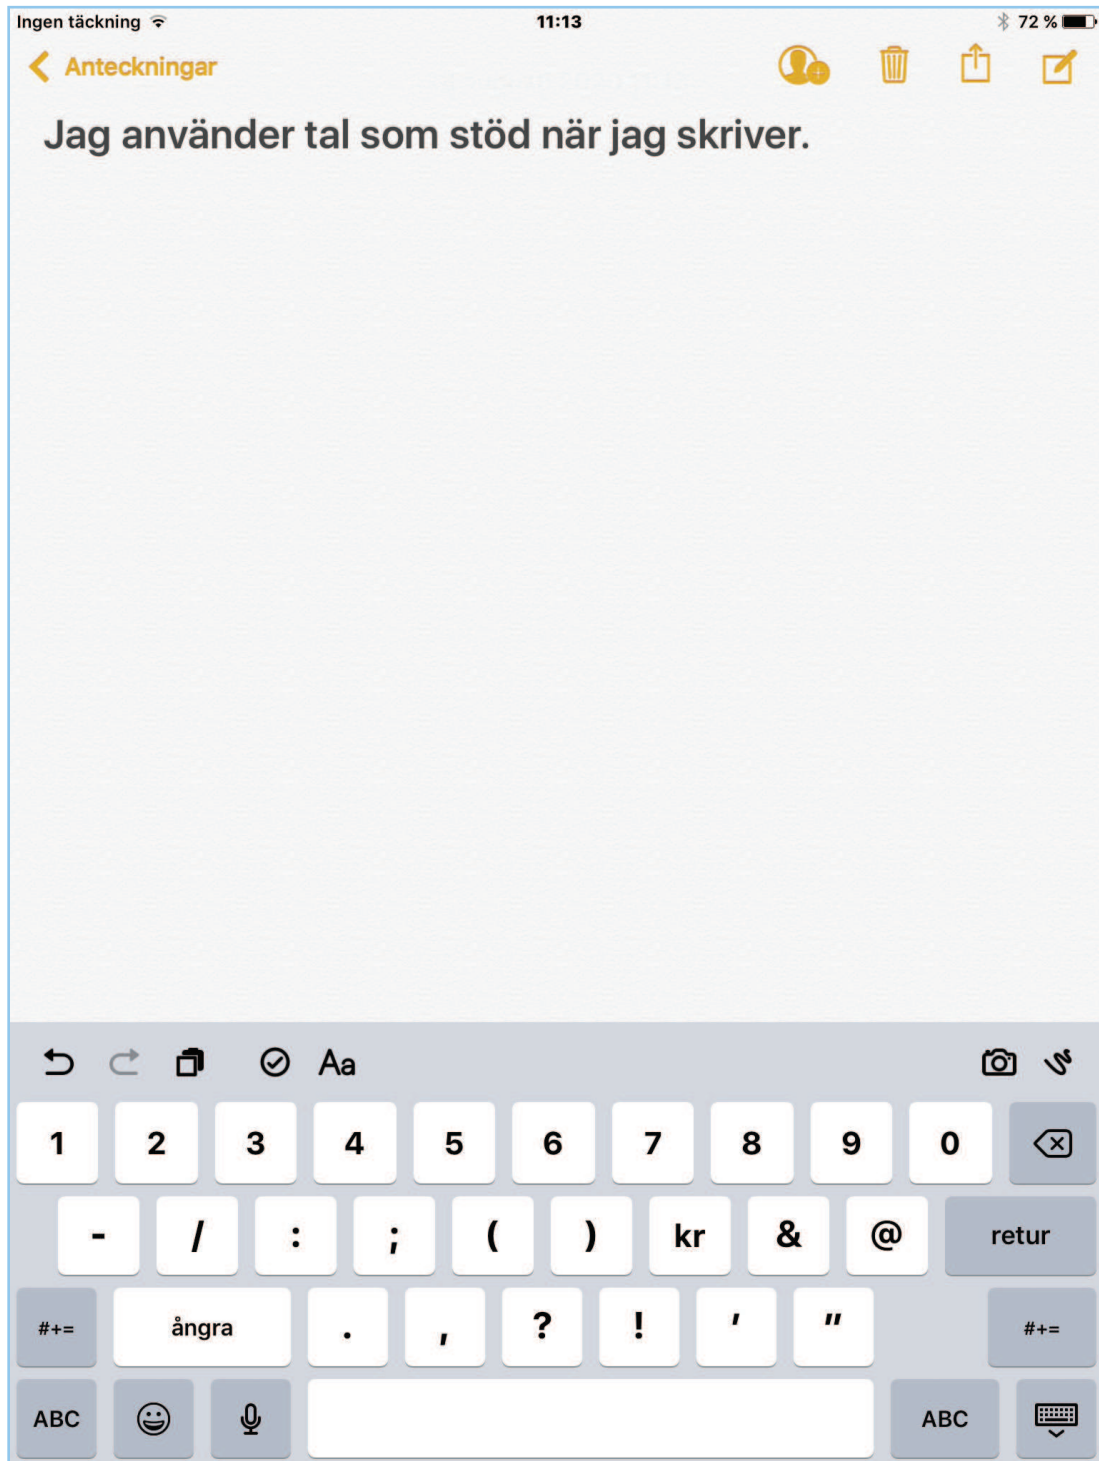 Ingen täckning 11:13 72 %
Anteckningar
Jag använder tal som stöd när jag skriver.
Aa
1 2 3 4 5 6 7 8 9 0
- / : ; ( ) kr & @ retur
#+= ångra . , ? ! ' " #+=
ABC ABC